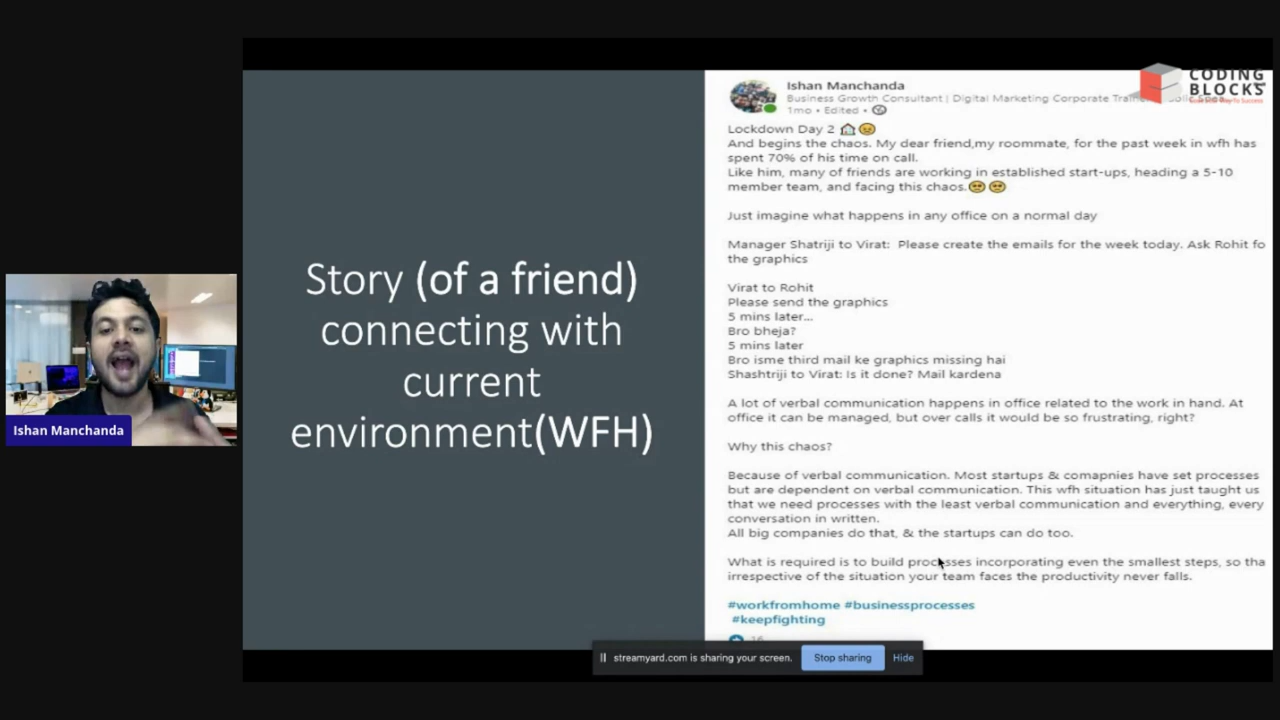 CODING
BLOCKS
Ishan Manchanda
Business Growth Consultant | Digital Marketing Corporate
1mo • Edited •
Lockdown Day 2
And begins the chaos. My dear friend,my roommate, for the past week in wfh has
spent 70% of his time on call.
Like him, many of friends are working in established start-ups, heading a 5-10
member team, and facing this chaos.
Just imagine what happens in any office on a normal day
Manager Shatriji to Virat: Please create the emails for the week today. Ask Rohit fo
the graphics
Virat to Rohit
Please send the graphics
5 mins later...
Bro bheja?
5 mins later
Bro isme third mail ke graphics missing hai
Shashtriji to Virat: Is it done? Mail kardena
A lot of verbal communication happens in office related to the work in hand. At
office it can be managed, but over calls it would be so frustrating, right?
Why this chaos?
Because of verbal communication. Most startups & comapnies have set processes
but are dependent on verbal communication. This wfh situation has just taught us
that we need processes with the least verbal communication and everything, every
conversation in written.
All big companies do that, & the startups can do too.
What is required is to build processes incorporating even the smallest steps, so tha
irrespective of the situation your team faces the productivity never falls.
#workfromhome #businessprocesses
#keepfighting
16
Story (of a friend)
connecting with
current
environment(WFH)
Ishan Manchanda
streamyard.com is sharing your screen.
Stop sharing
Hide